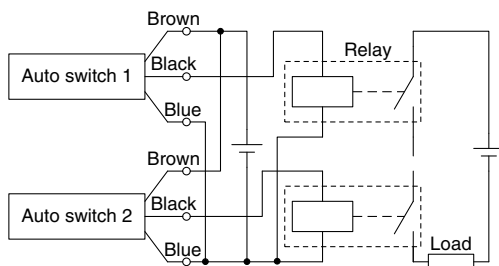 Brown
Auto switch 1
Black
Blue
Relay
Brown
Auto switch 2
Black
Blue
Load